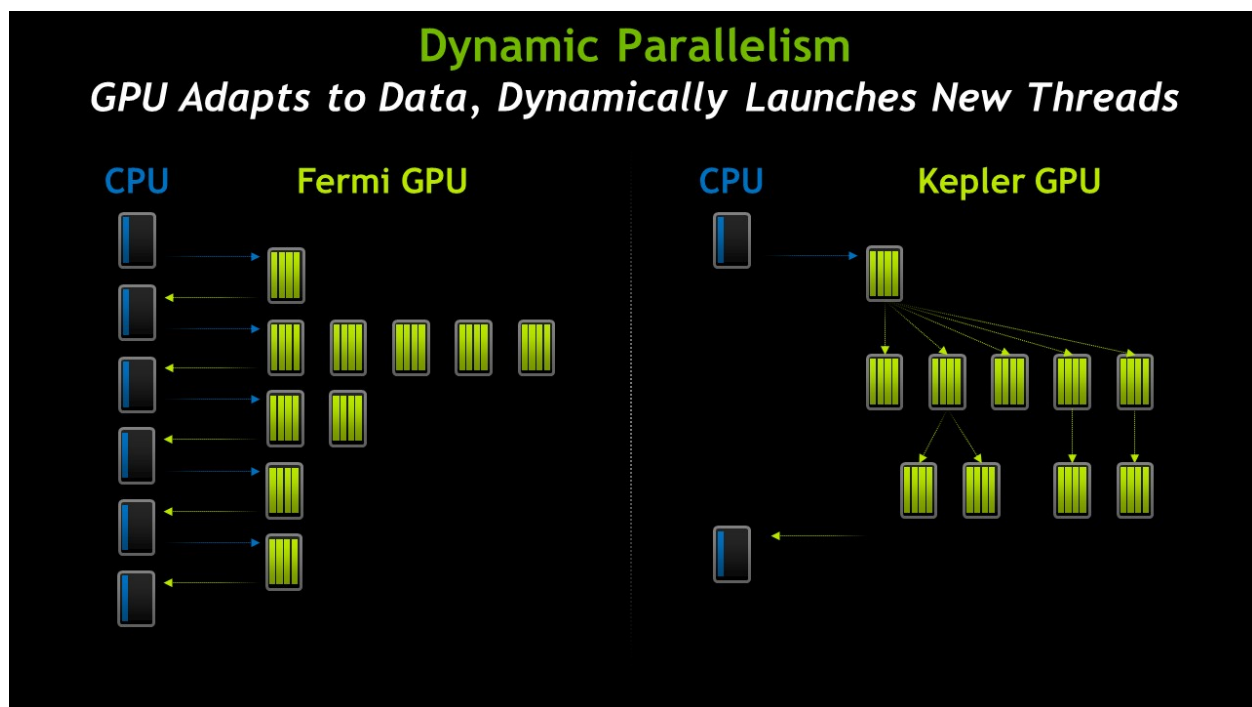 Dynamic Parallelism
GPU Adapts to Data, Dynamically Launches New Threads
CPU Fermi GPU
CPU Kepler GPU